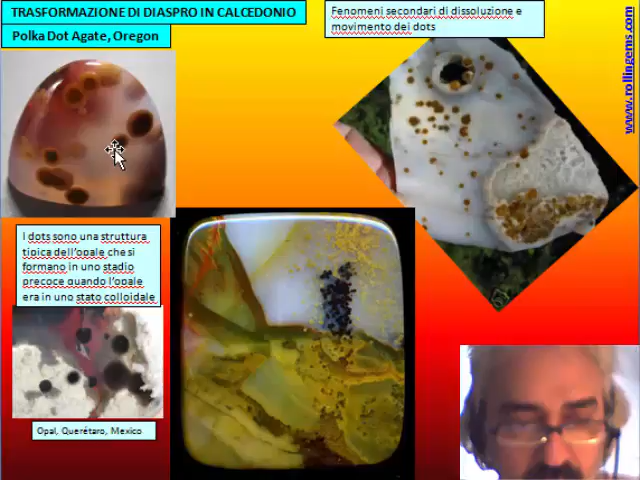 TRASFORMAZIONE DI DIASPRO IN CALCEDONIO
Polka Dot Agate, Oregon
Fenomeni secondari di dissoluzione e
movimento dei dots
www.rollingems.com
I dots sono una struttura
tipica dell'opale che si
formano in uno stadio
precoce quando l'opale
era in uno stato colloidale
Opal, Querétaro, Mexico